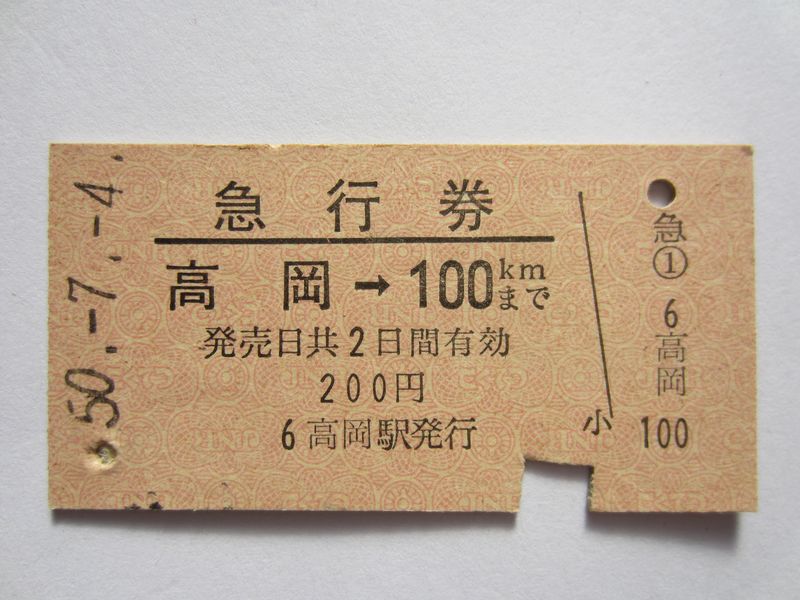 急行券
高岡→100kmまで
発売日共2日間有効
200円
6高岡駅発行
小
急①
6高岡
100
50.-7.-4.